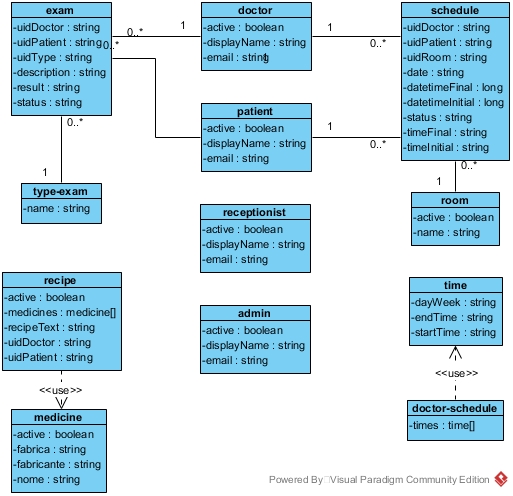 exam
-uidDoctor : string
-uidPatient : string
-uidType : string
-description : string
-result : string
-status : string
0..*
0..*
1
doctor
-active : boolean
-displayName : string
-email : string
1
0..*
schedule
-uidDoctor : string
-uidPatient : string
-uidRoom : string
-date : string
-datetimeFinal : long
-datetimeInitial : long
-status : string
-timeFinal : string
-timeInitial : string
patient
-active : boolean
-displayName : string
-email : string
1
0..*
0..*
1
type-exam
-name : string
0..*
1
room
-active : boolean
-name : string
receptionist
-active : boolean
-displayName : string
-email : string
recipe
-active : boolean
-medicines : medicine[]
-recipeText : string
-uidDoctor : string
-uidPatient : string
<<use>>
medicine
-active : boolean
-fabrica : string
-fabricante : string
-nome : string
admin
-active : boolean
-displayName : string
-email : string
time
-dayWeek : string
-endTime : string
-startTime : string
<<use>>
doctor-schedule
-times : time[]
Powered By Visual Paradigm Community Edition